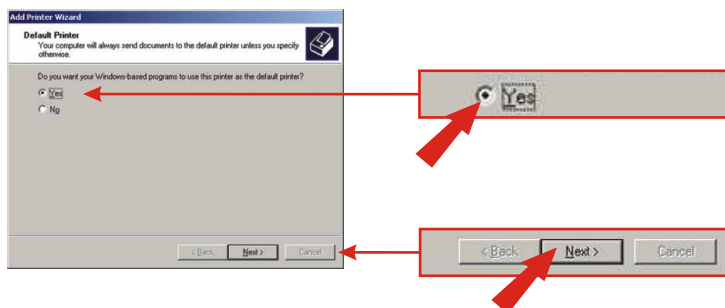 Add Printer Wizard
Default Printer
Your computer will always send documents to the default printer unless you specify
otherwise.
Do you want your Windows-based programs to use this printer as the default printer?
Yes
No
< Back Next > Cancel
Yes
< Back Next > Cancel